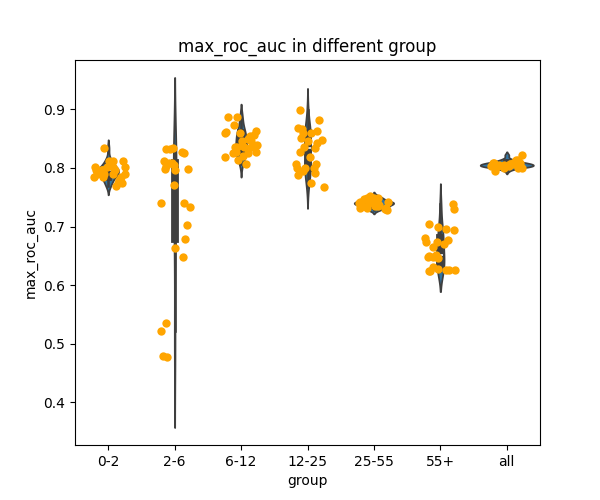 max_roc_auc in different group
max_roc_auc
0.9
0.8
0.7
0.6
0.5
0.4
0-2 2-6 6-12 12-25 25-55 55+ all
group